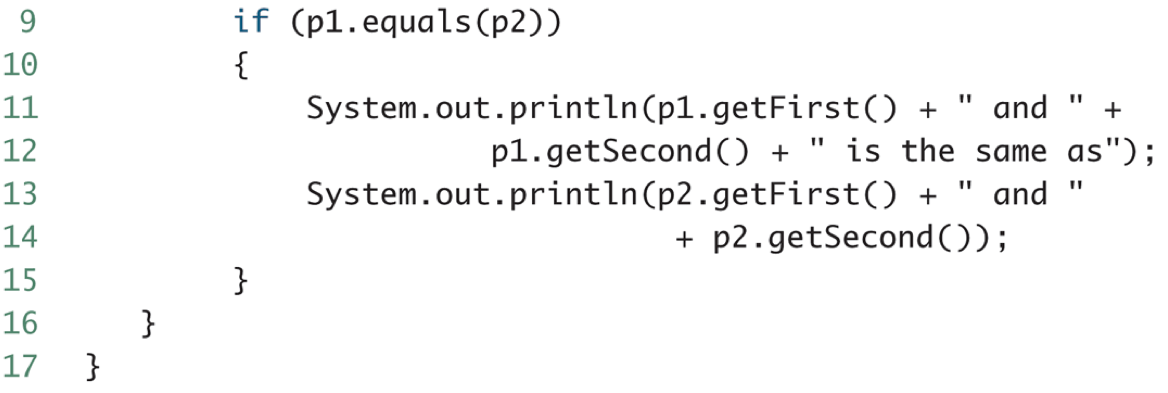 9 if (p1.equals(p2))
10 {
11 System.out.println(p1.getFirst() + " and " +
12 p1.getSecond() + " is the same as");
13 System.out.println(p2.getFirst() + " and "
14 + p2.getSecond());
15 }
16 }
17 }